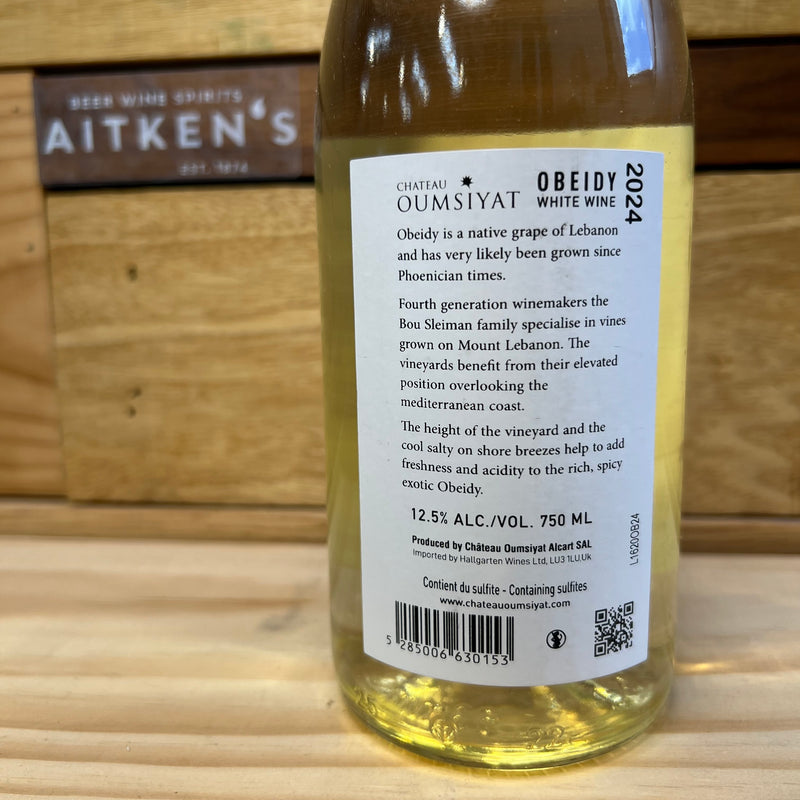 BEER WINE SPIRITS
AITKEN'S
EST. 1874
CHATEAU
OUMSIYAT
OBEIDY
WHITE WINE
2024
Obeidy is a native grape of Lebanon
and has very likely been grown since
Phoenician times.
Fourth generation winemakers the
Bou Sleiman family specialise in vines
grown on Mount Lebanon. The
vineyards benefit from their elevated
position overlooking the
mediterranean coast.
The height of the vineyard and the
cool salty on shore breezes help to add
freshness and acidity to the rich, spicy
exotic Obeidy.
12.5% ALC./VOL. 750 ML
Produced by Château Oumsiyat Alcart SAL
Imported by Hallgarten Wines Ltd, LU3 1LU.Uk
Contient du sulfite - Containing sulfites
www.chateauoumsiyat.com
5 285006 630153
L1620OB24